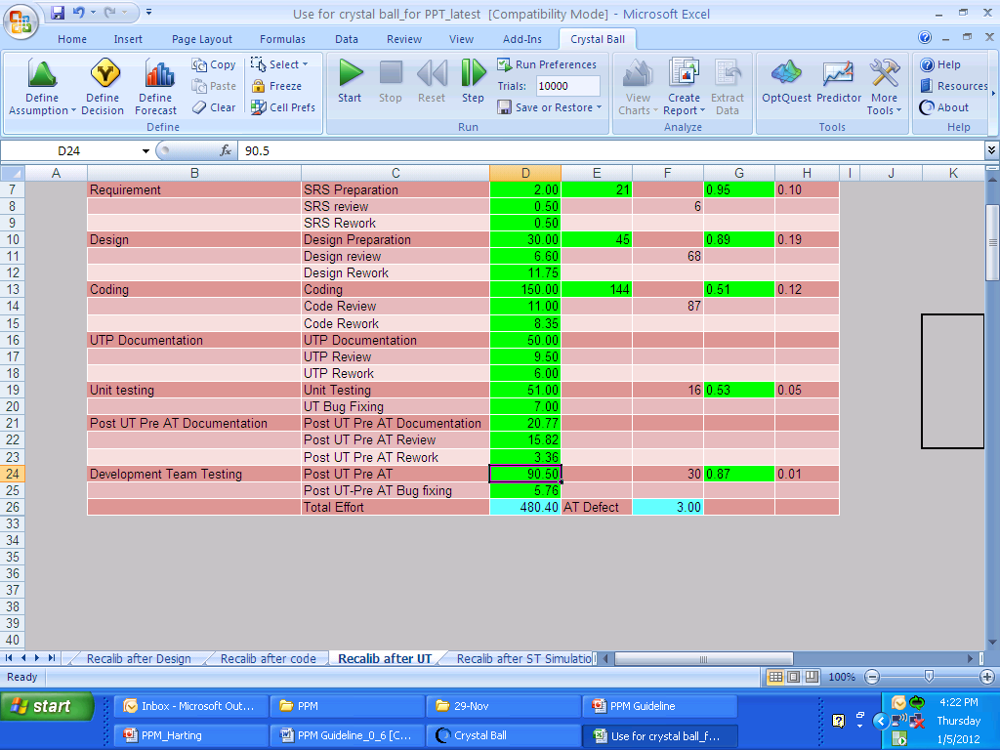 Use for crystal ball_for PPT_latest [Compatibility Mode] - Microsoft Excel
Home Insert Page Layout Formulas Data Review View Add-Ins Crystal Ball
Define Assumption
Define Decision
Define Forecast
Copy
Paste
Clear
Select
Freeze
Cell Prefs
Define
Start
Stop
Reset
Step
Run Preferences
Trials: 10000
Save or Restore
Run
View Charts
Create Report
Extract Data
Analyze
OptQuest
Predictor
More Tools
Tools
Help
Resources
About
Help
D24 fx 90.5
A B C D E F G H I J K
7 Requirement SRS Preparation 2.00 21 0.95 0.10
8 SRS review 0.50 6
9 SRS Rework 0.50
10 Design Design Preparation 30.00 45 0.89 0.19
11 Design review 6.60 68
12 Design Rework 11.75
13 Coding Coding 150.00 144 0.51 0.12
14 Code Review 11.00 87
15 Code Rework 8.35
16 UTP Documentation UTP Documentation 50.00
17 UTP Review 9.50
18 UTP Rework 6.00
19 Unit testing Unit Testing 51.00 16 0.53 0.05
20 UT Bug Fixing 7.00
21 Post UT Pre AT Documentation Post UT Pre AT Documentation 20.77
22 Post UT Pre AT Review 15.82
23 Post UT Pre AT Rework 3.36
24 Development Team Testing Post UT Pre AT 90.50 30 0.87 0.01
25 Post UT-Pre AT Bug fixing 5.76
26 Total Effort 480.40 AT Defect 3.00
33
34
35
36
37
38
39
40
Recalib after Design Recalib after code Recalib after UT Recalib after ST Simulatio
Ready 100%
start Inbox - Microsoft Out... PPM 29-Nov PPM Guideline
PPM_Harting PPM Guideline_0_6 [C... Crystal Ball Use for crystal ball_f...
4:22 PM
Thursday
1/5/2012